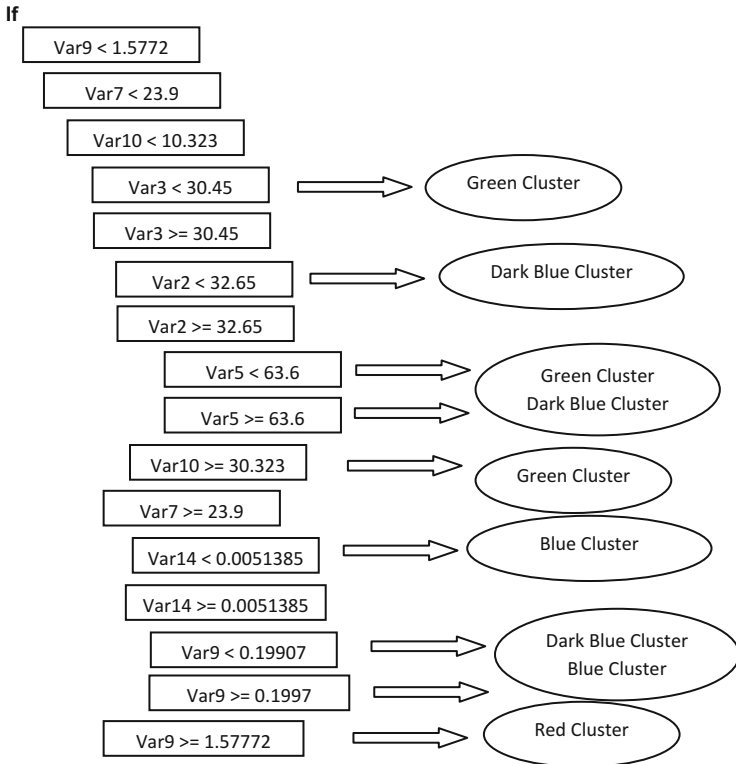 If
Var9 < 1.5772
Var7 < 23.9
Var10 < 10.323
Var3 < 30.45
Green Cluster
Var3 >= 30.45
Var2 < 32.65
Dark Blue Cluster
Var2 >= 32.65
Var5 < 63.6
Green Cluster
Var5 >= 63.6
Dark Blue Cluster
Var10 >= 30.323
Green Cluster
Var7 >= 23.9
Var14 < 0.0051385
Blue Cluster
Var14 >= 0.0051385
Var9 < 0.19907
Dark Blue Cluster
Var9 >= 0.1997
Blue Cluster
Var9 >= 1.57772
Red Cluster